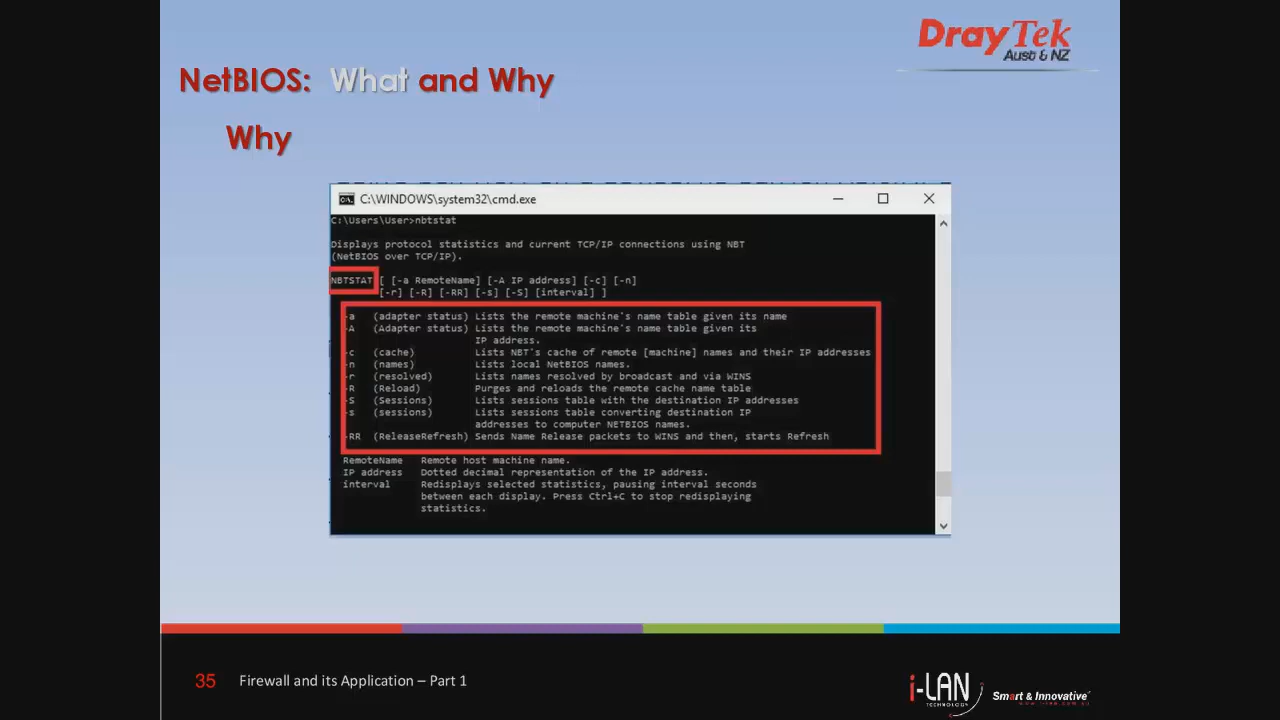 DrayTek
Aust & NZ
NetBIOS: What and Why
Why
C:\WINDOWS\system32\cmd.exe
C:\Users\User>nbtstat
Displays protocol statistics and current TCP/IP connections using NBT
(NetBIOS over TCP/IP).
NBTSTAT [ [-a RemoteName] [-A IP address] [-c] [-n]
[-r] [-R] [-RR] [-s] [-S] [interval] ]
-a (adapter status) Lists the remote machine's name table given its name
-A (Adapter status) Lists the remote machine's name table given its
IP address.
-c (cache) Lists NBT's cache of remote [machine] names and their IP addresses
-n (names) Lists local NetBIOS names.
-r (resolved) Lists names resolved by broadcast and via WINS
-R (Reload) Purges and reloads the remote cache name table
-S (Sessions) Lists sessions table with the destination IP addresses
-s (sessions) Lists sessions table converting destination IP
addresses to computer NETBIOS names.
-RR (ReleaseRefresh) Sends Name Release packets to WINS and then, starts Refresh
RemoteName Remote host machine name.
IP address Dotted decimal representation of the IP address.
interval Redisplays selected statistics, pausing interval seconds
between each display. Press Ctrl+C to stop redisplaying
statistics.
35 Firewall and its Application – Part 1
i-LAN
TECHNOLOGY
Smart & Innovative